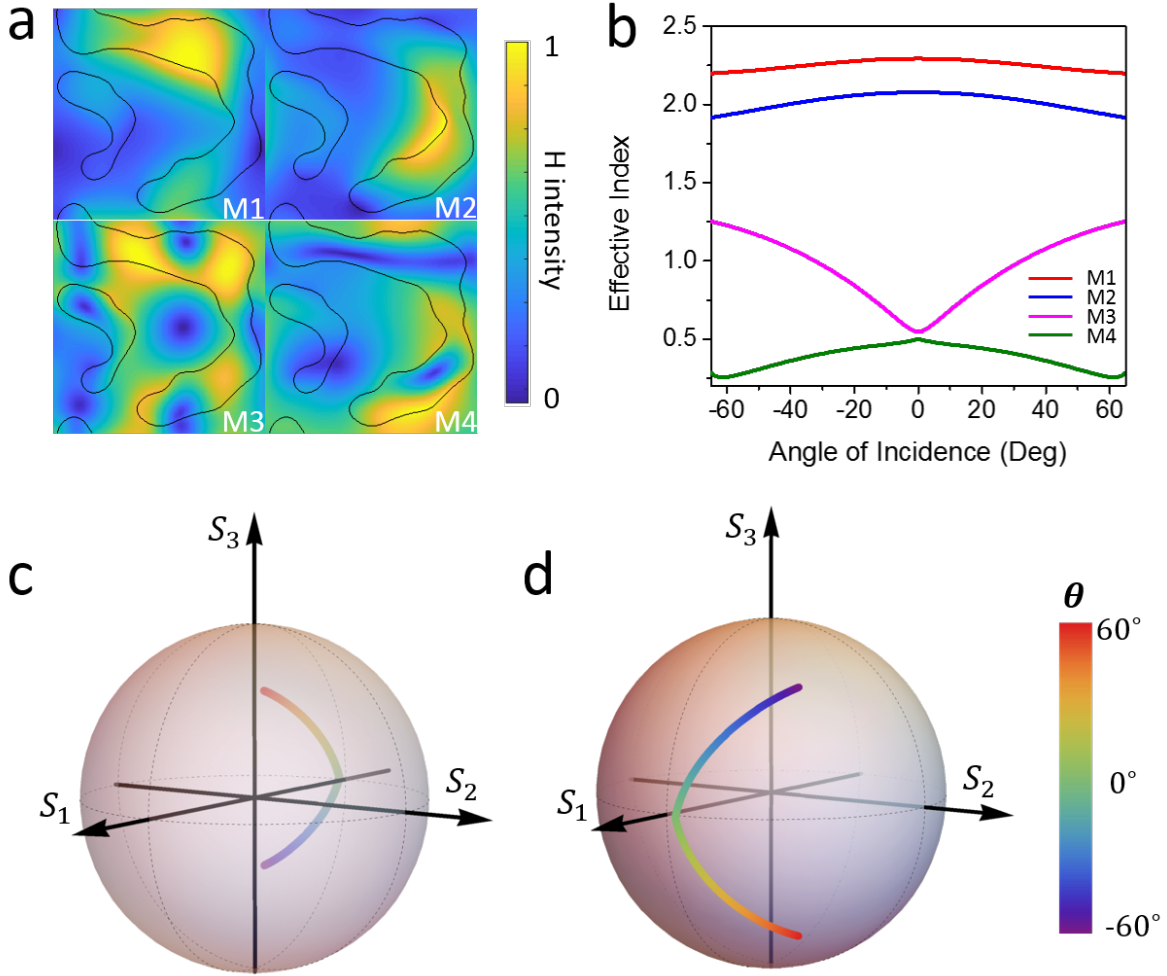 a
M1
M2
M3
M4
1
H intensity
0
b
2.5
2.0
1.5
1.0
0.5
Effective Index
M1
M2
M3
M4
-60 -40 -20 0 20 40 60
Angle of Incidence (Deg)
c
S3
S1
S2
d
S3
S1
S2
θ
60°
0°
-60°